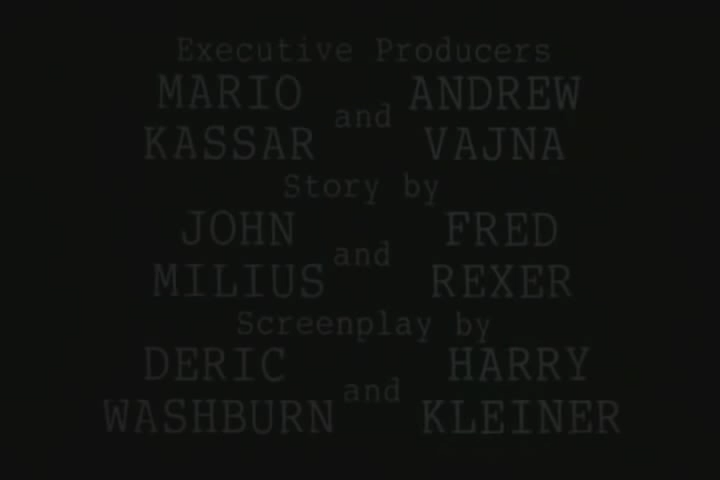 Executive Producers
MARIO ANDREW
and
KASSAR VAJNA
Story by
JOHN FRED
and
MILIUS REXER
Screenplay by
DERIC HARRY
and
WASHBURN KLEINER